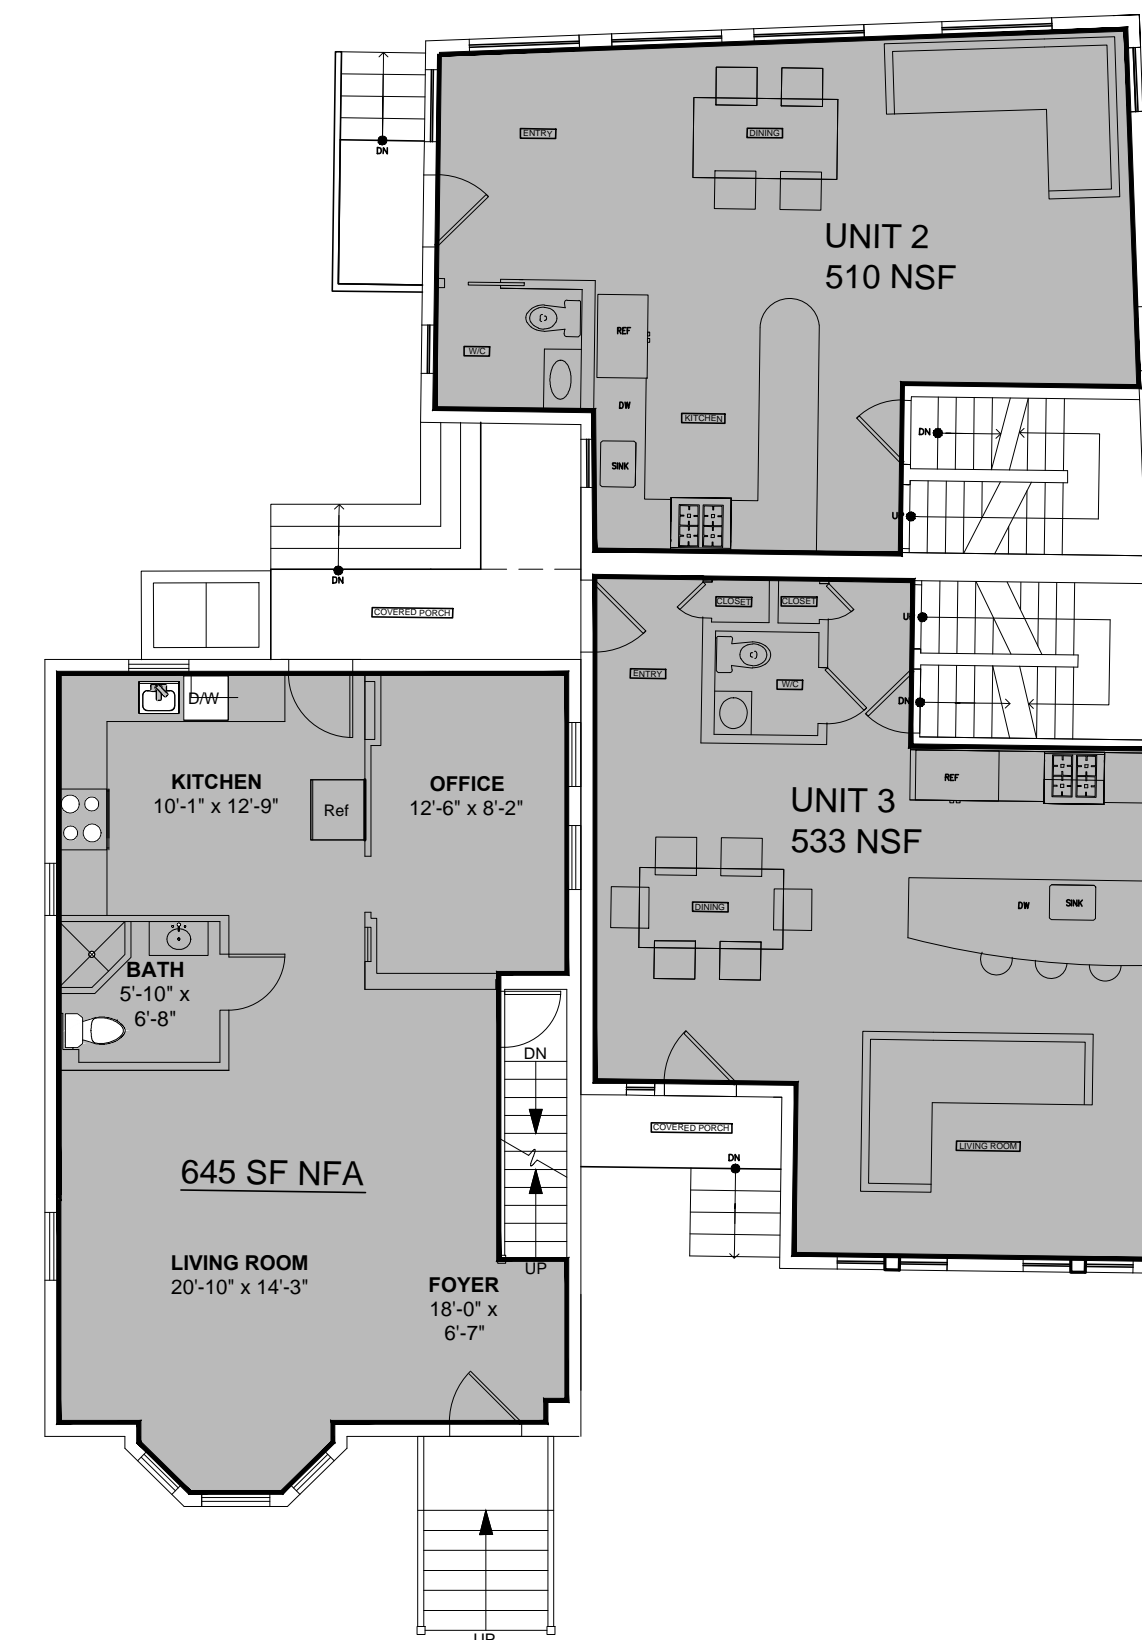 DN
ENTRY
DINING
UNIT 2
510 NSF
REF
W/C
DW
KITCHEN
DN
SINK
UP
DN
COVERED PORCH
CLOSET
CLOSET
UP
ENTRY
W/C
DN
D/W
KITCHEN
10'-1" x 12'-9"
Ref
OFFICE
12'-6" x 8'-2"
REF
UNIT 3
533 NSF
DINING
DW
SINK
BATH
5'-10" x
6'-8"
DN
COVERED PORCH
DN
LIVING ROOM
645 SF NFA
LIVING ROOM
20'-10" x 14'-3"
UP
FOYER
18'-0" x
6'-7"
UP